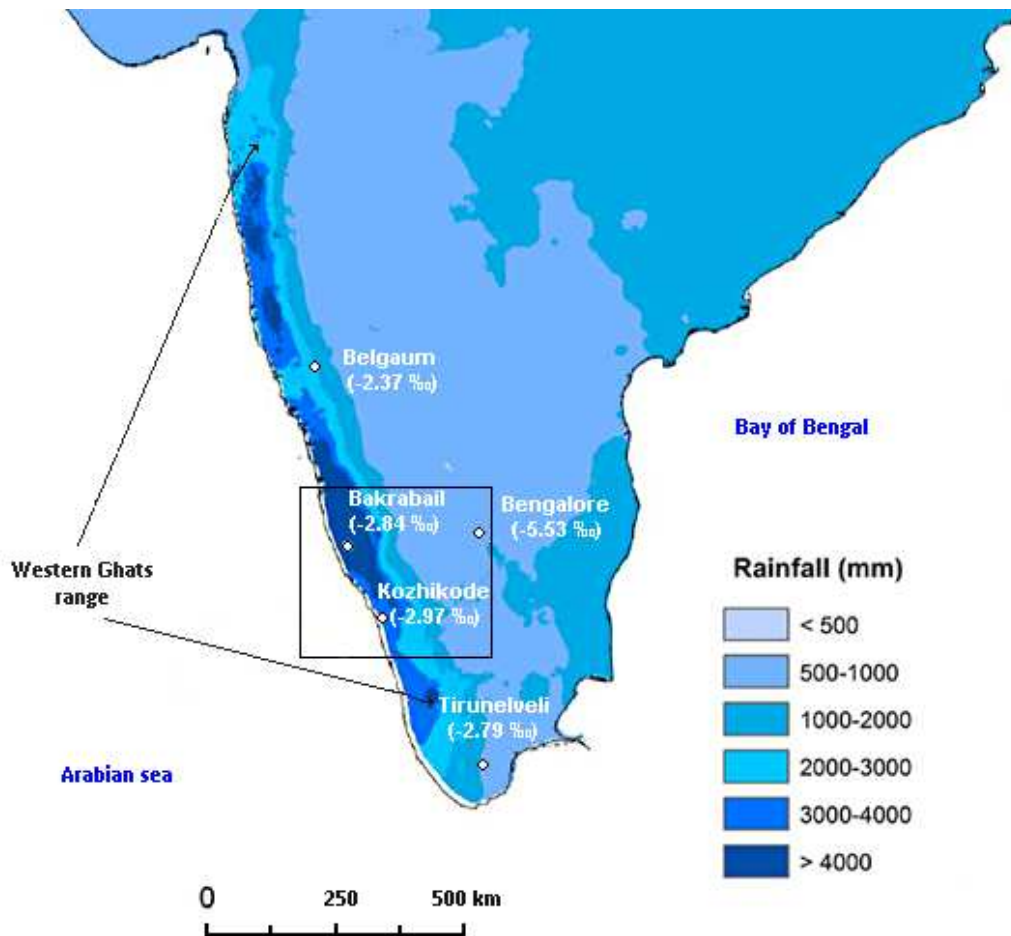 Belgaum
(-2.37 ‰)
Bay of Bengal
Bakrabail
(-2.84 ‰)
Bengalore
(-5.53 ‰)
Western Ghats
range
Kozhikode
(-2.97 ‰)
Rainfall (mm)
< 500
500-1000
1000-2000
2000-3000
3000-4000
> 4000
Tirunelveli
(-2.79 ‰)
Arabian sea
0
250
500 km